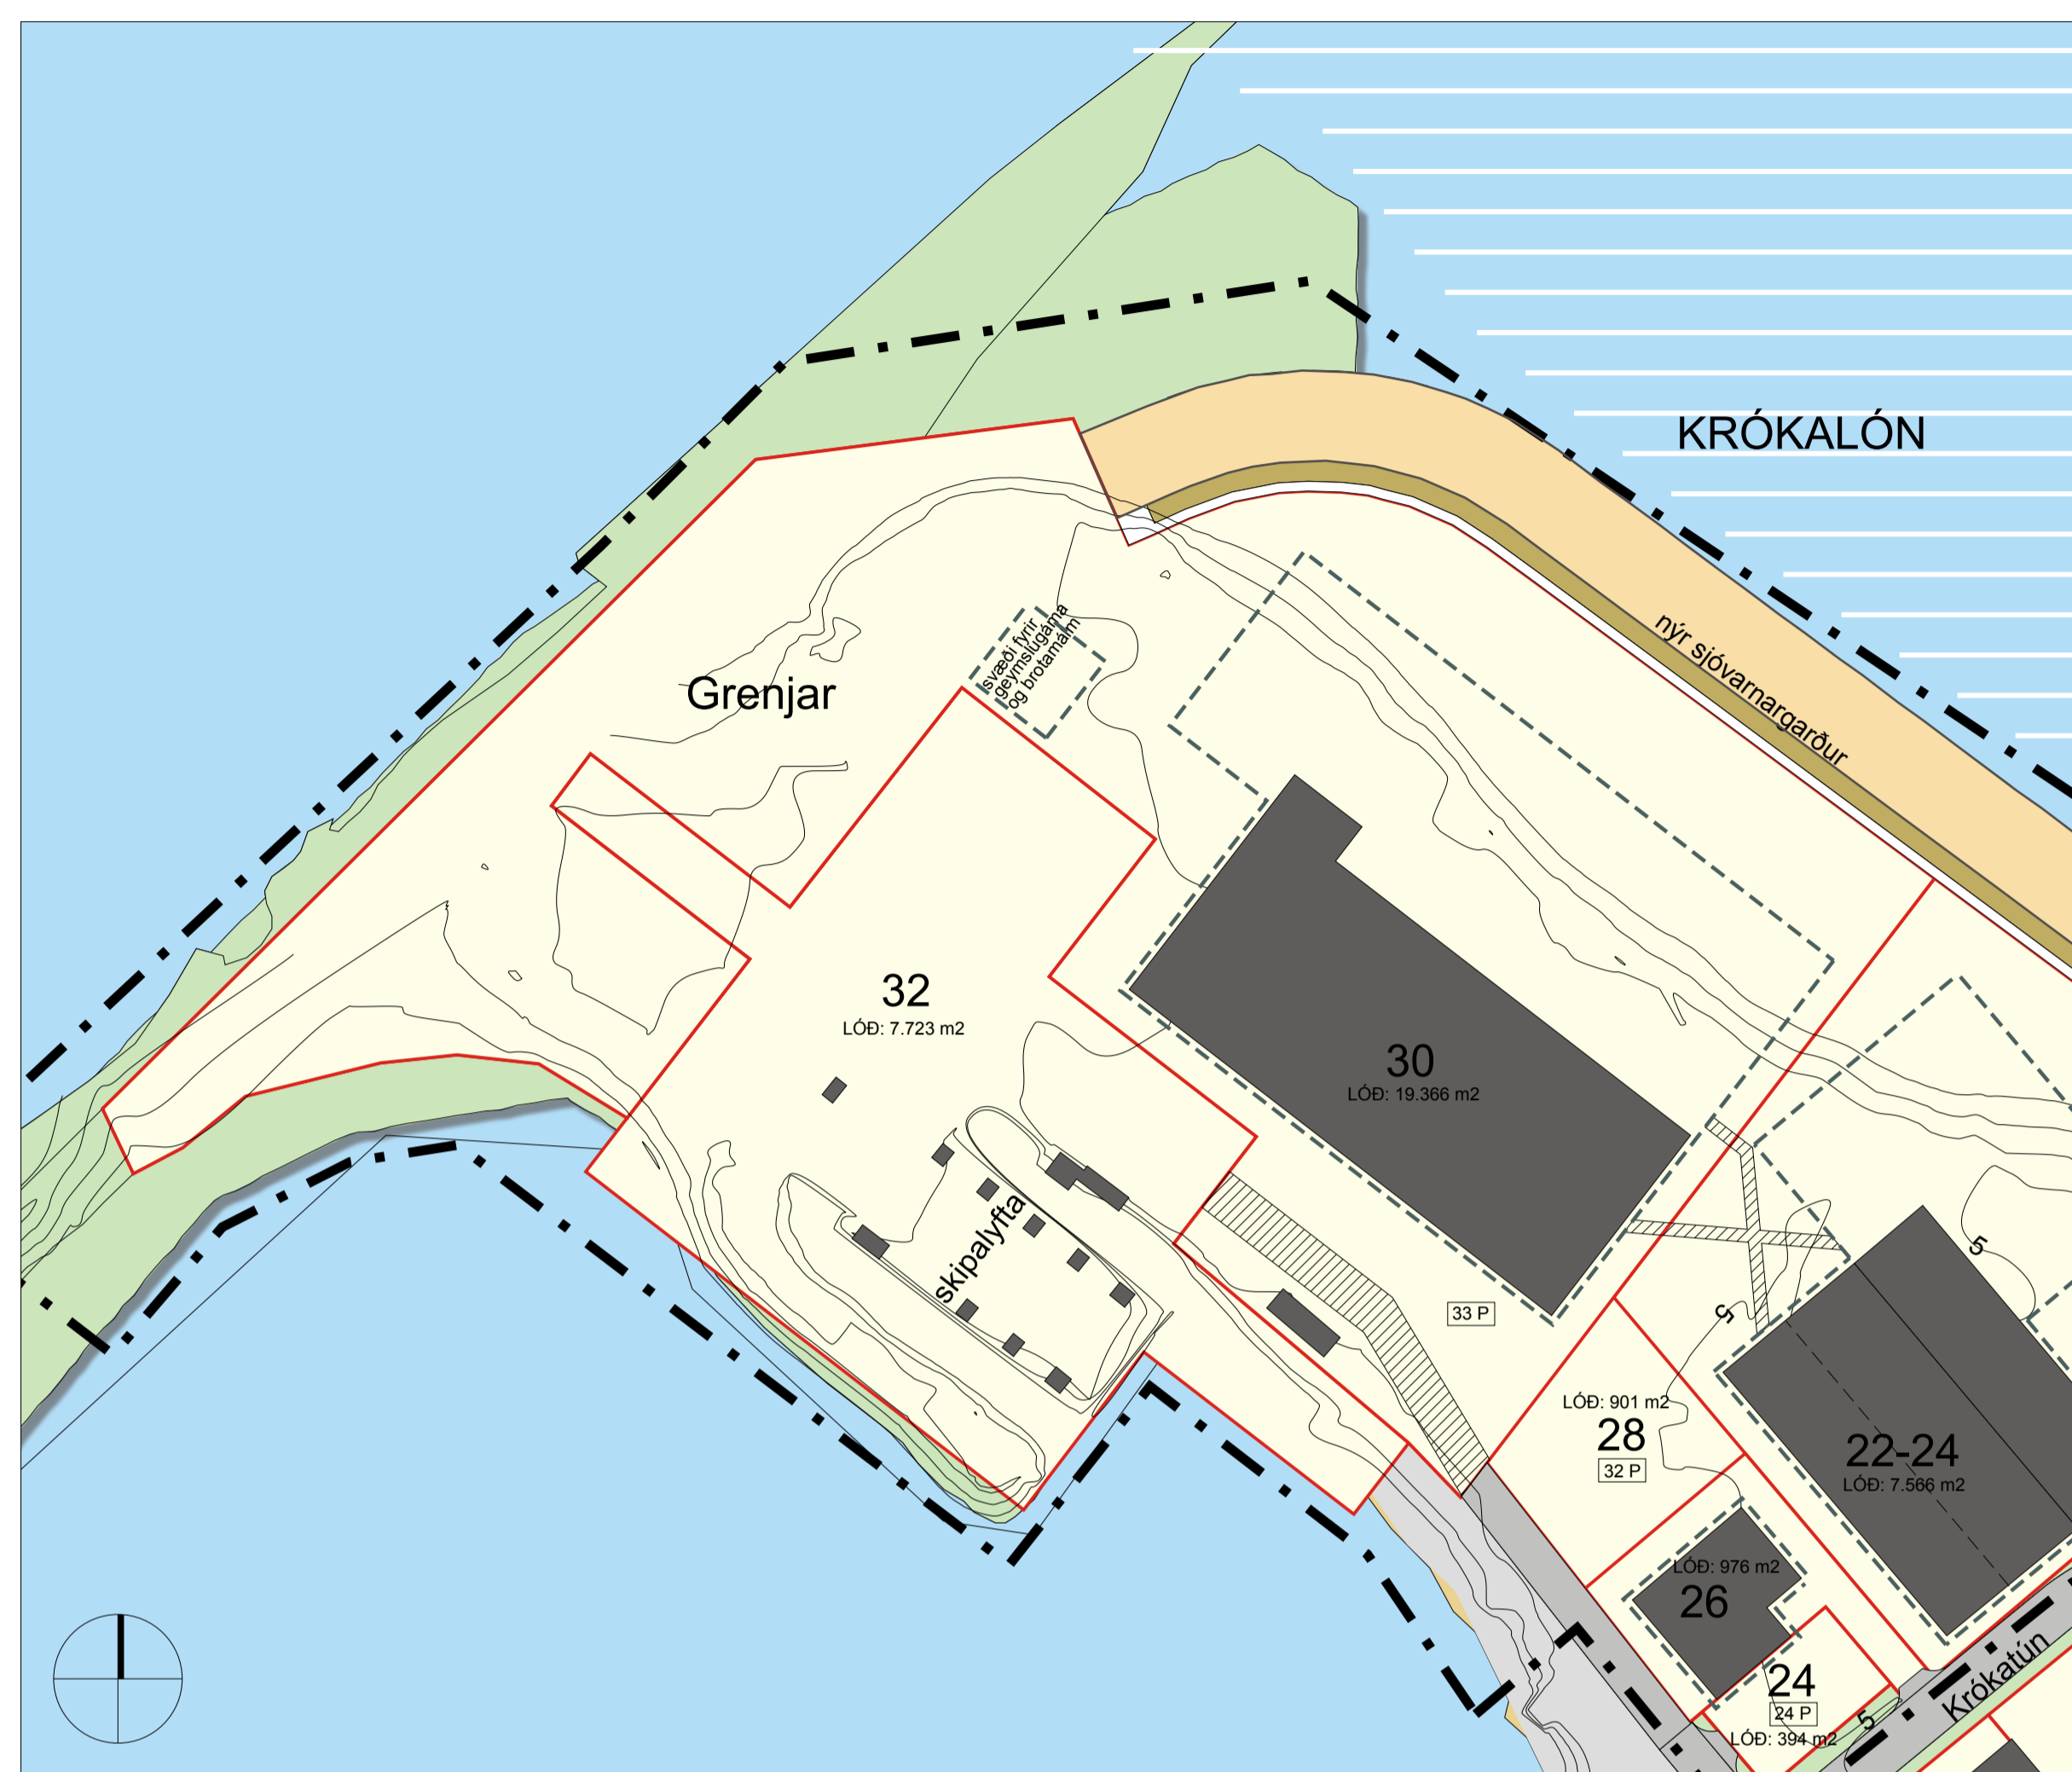 KRÓKALÓN
nýr sjóvarnargarður
svæði fyrir
geymslugáma
og brotamálm
Grenjar
32
LÓÐ: 7.723 m2
30
LÓÐ: 19.366 m2
skipalyfta
33 P
5
5
LÓÐ: 901 m2
28
32 P
22-24
LÓÐ: 7.566 m2
LÓÐ: 976 m2
26
24
24 P
LÓÐ: 394 m2
5
Krókatún